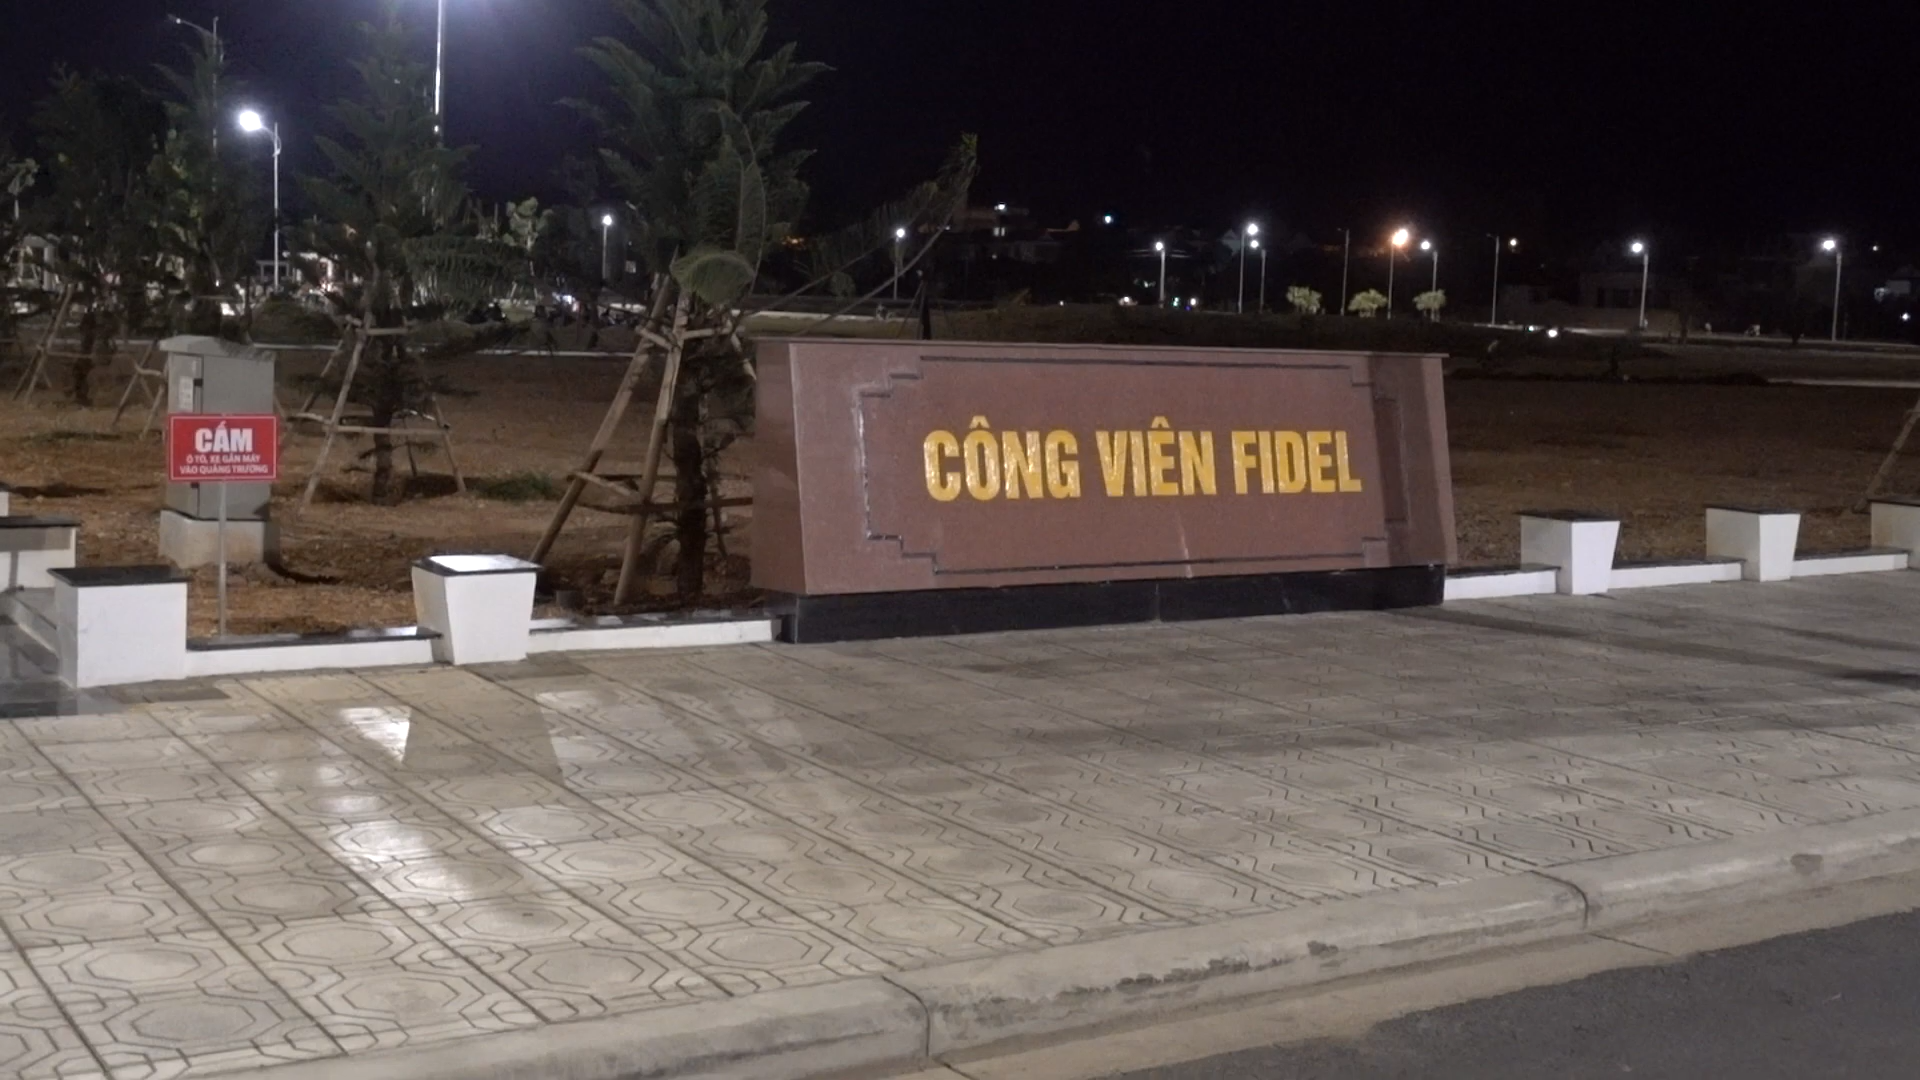 CẤM
Ô TÔ, XE GẮN MÁY
VÀO QUẢNG TRƯỜNG
CÔNG VIÊN FIDEL